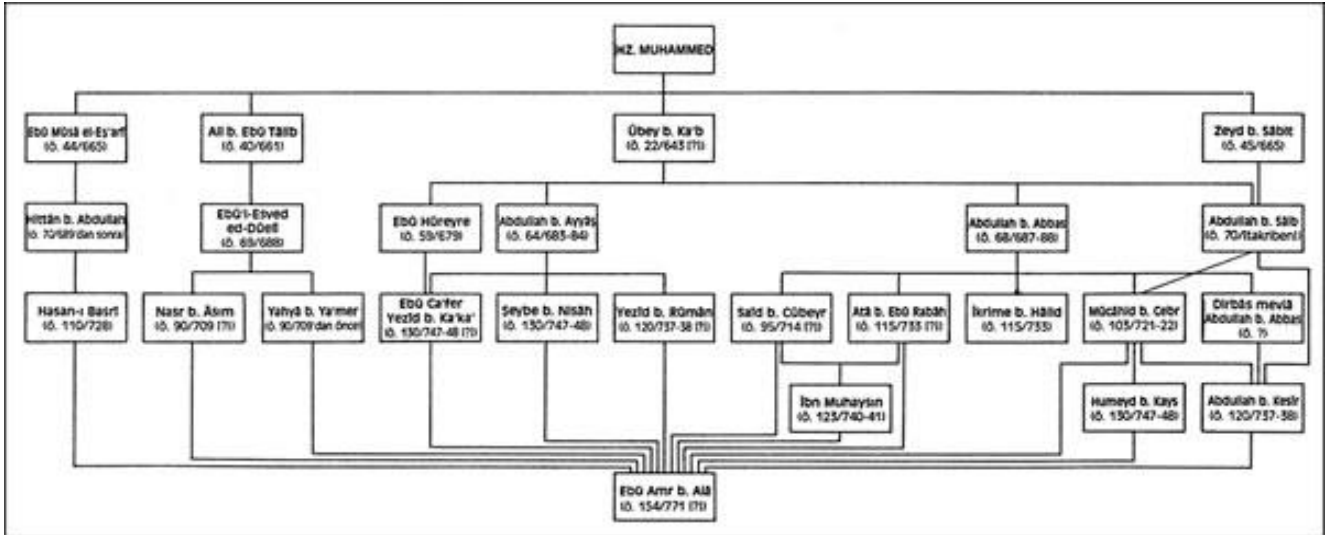 HZ. MUHAMMED
Ebû Mûsâ el-Eş'arî
(ö. 44/665)
Ali b. Ebû Tâlib
(ö. 40/661)
Übey b. Ka'b
(ö. 22/643 [?])
Zeyd b. Sâbit
(ö. 45/665)
Hittân b. Abdullah
(ö. 70/689'dan sonra)
Ebü'l-Esved
ed-Düelî
(ö. 69/688)
Ebû Hüreyre
(ö. 59/679)
Abdullah b. Ayyâş
(ö. 64/683-84)
Abdullah b. Abbas
(ö. 68/687-88)
Abdullah b. Sâib
(ö. 70/[takriben])
Hasan-ı Basrî
(ö. 110/728)
Nasr b. Âsım
(ö. 90/709 [?])
Yahyâ b. Ya'mer
(ö. 90/709'dan önce)
Ebû Ca'fer
Yezîd b. Ka'ka'
(ö. 130/747-48 [?])
Şeybe b. Nisâh
(ö. 130/747-48)
Yezîd b. Rûmân
(ö. 120/737-38 [?])
Saîd b. Cübeyr
(ö. 95/714 [?])
Atâ b. Ebû Rabâh
(ö. 115/733 [?])
İkrime b. Hâlid
(ö. 115/733)
Mücâhid b. Cebr
(ö. 103/721-22)
Dirbâs mevlâ
Abdullah b. Abbas
(ö. ?)
İbn Muhaysın
(ö. 123/740-41)
Humeyd b. Kays
(ö. 130/747-48)
Abdullah b. Kesîr
(ö. 120/737-38)
Ebû Amr b. Alâ
(ö. 154/771 [?])